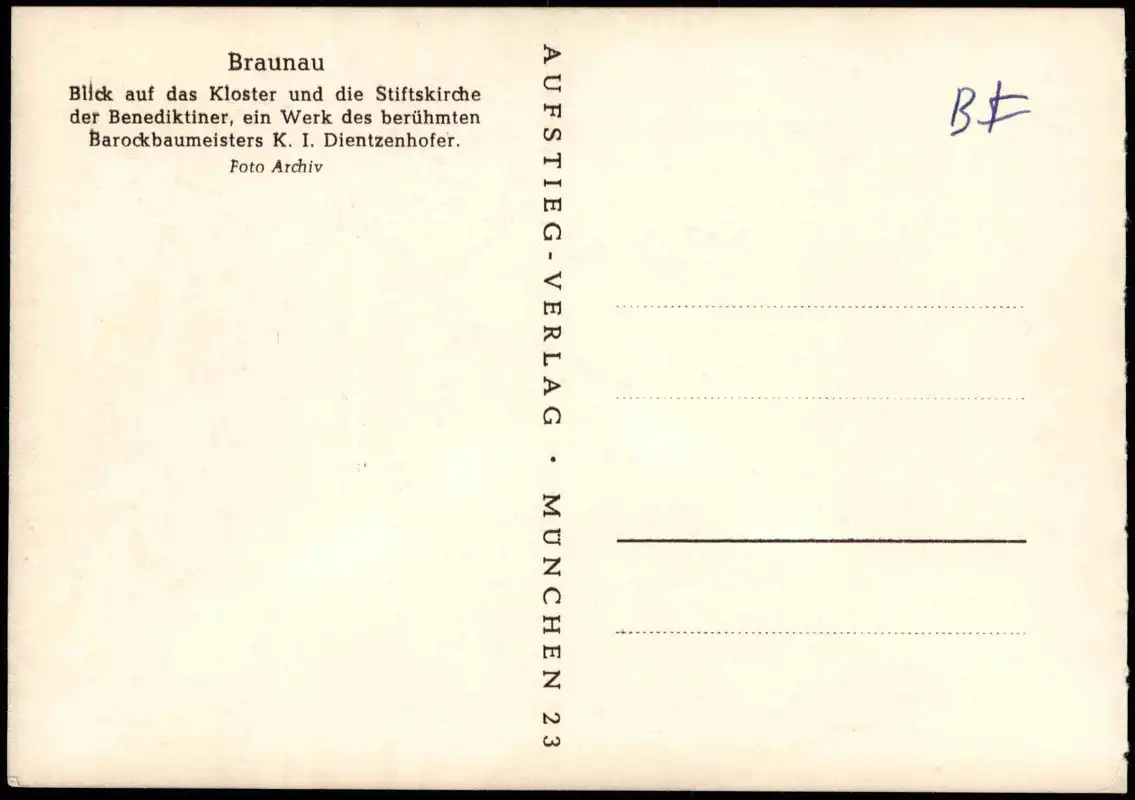 Braunau
Blick auf das Kloster und die Stiftskirche
der Benediktiner, ein Werk des berühmten
Barockbaumeisters K. I. Dientzenhofer.
Foto Archiv
AUFSTIEG-VERLAG · MÜNCHEN 23